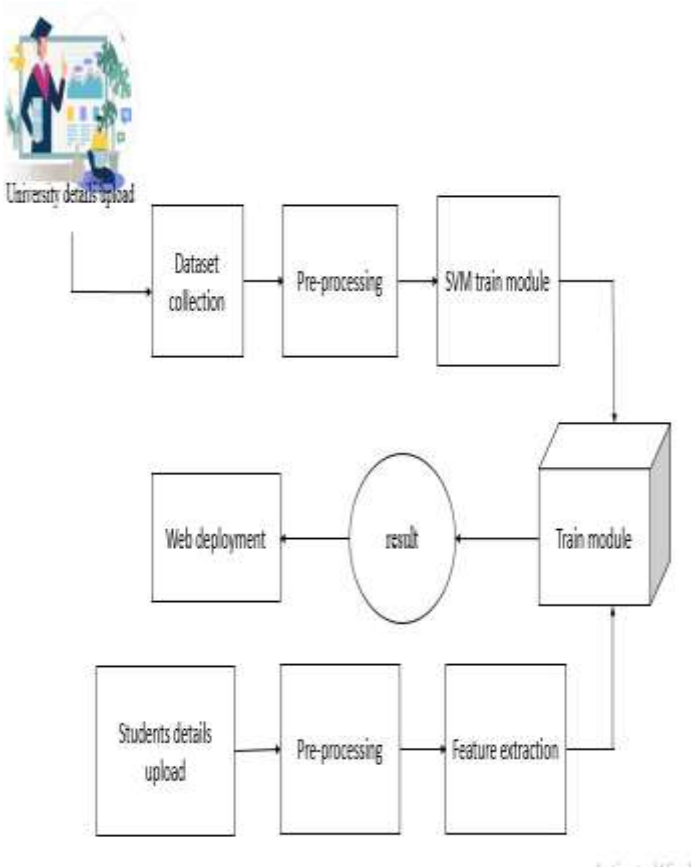 University details upload
Dataset
collection
Pre-processing
SVM train module
Web deployment
result
Train module
Students details
upload
Pre-processing
Feature extraction